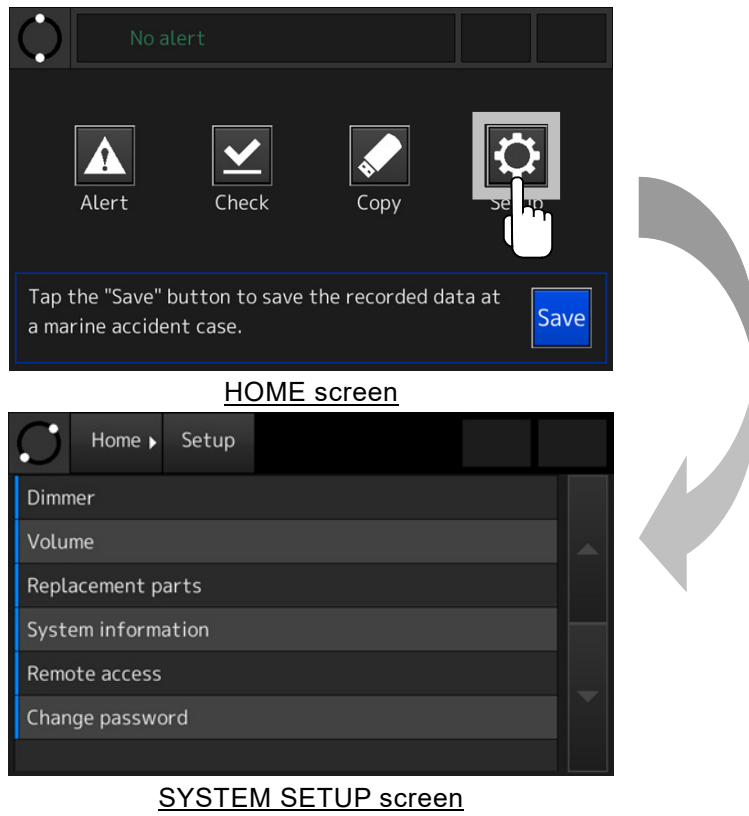 No alert
Alert Check Copy Setup
Tap the "Save" button to save the recorded data at
a marine accident case.
Save
HOME screen
Home Setup
Dimmer
Volume
Replacement parts
System information
Remote access
Change password
SYSTEM SETUP screen